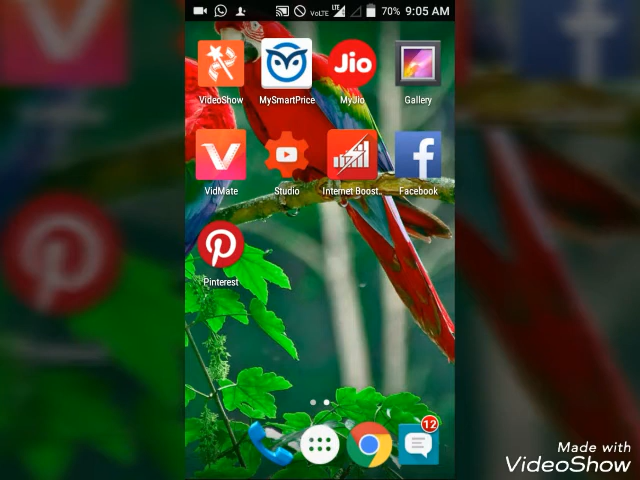 VoLTE LTE 70% 9:05 AM
Jio
VideoShow MySmartPrice MyJio Gallery
VidMate Studio Internet Boost.. Facebook
Pinterest
12
Made with
VideoShow